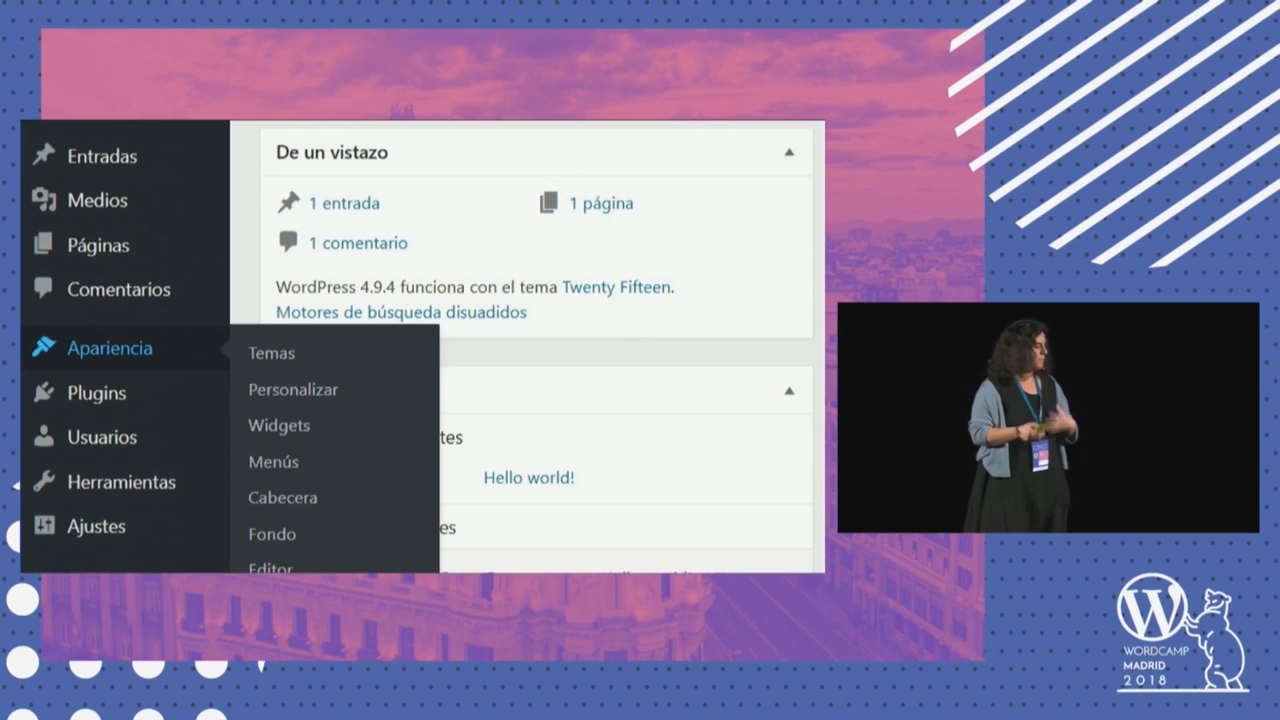 Entradas
Medios
Páginas
Comentarios
Apariencia
Plugins
Usuarios
Herramientas
Ajustes
Temas
Personalizar
Widgets
Menús
Cabecera
Fondo
Editor
De un vistazo
1 entrada
1 página
1 comentario
WordPress 4.9.4 funciona con el tema Twenty Fifteen.
Motores de búsqueda disuadidos
tes
Hello world!
es
WORDCAMP
MADRID
2018